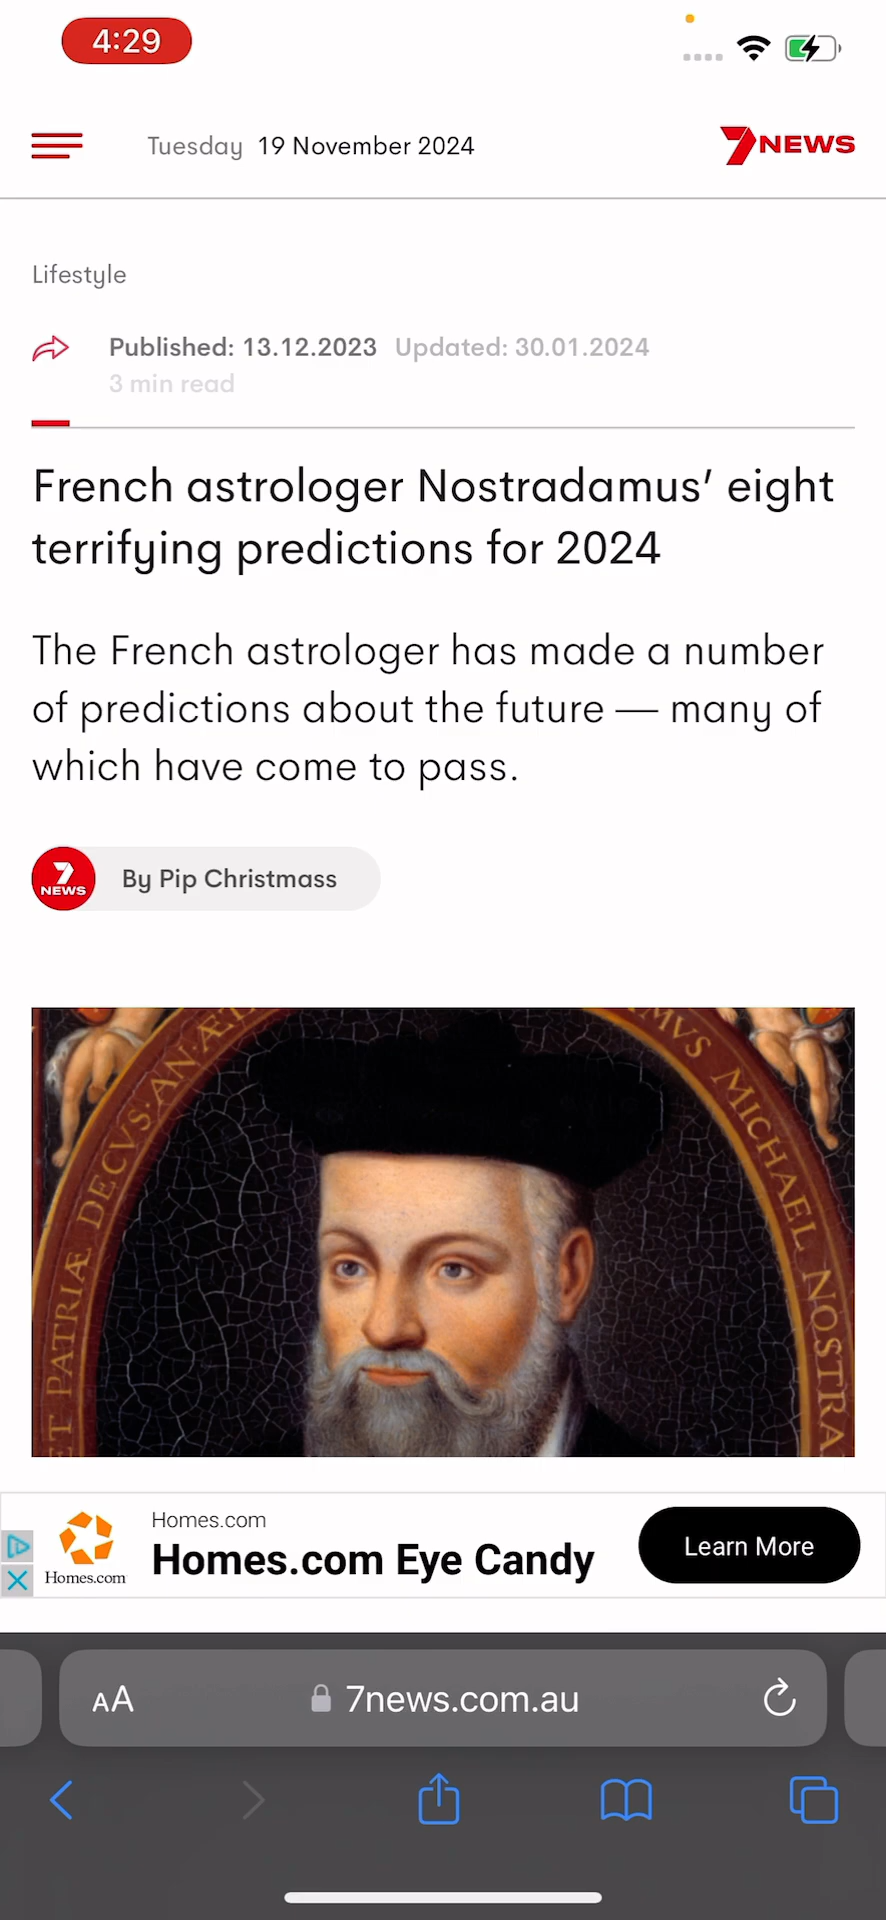 4:29
Tuesday 19 November 2024
7NEWS
Lifestyle
Published: 13.12.2023 Updated: 30.01.2024
3 min read
French astrologer Nostradamus’ eight
terrifying predictions for 2024
The French astrologer has made a number
of predictions about the future — many of
which have come to pass.
7
NEWS
By Pip Christmass
ET PATRIÆ DECVS·AN·ÆT
MVS MICHAEL NOSTRA
Homes.com
Homes.com Eye Candy
Homes.com
Learn More
AA
7news.com.au